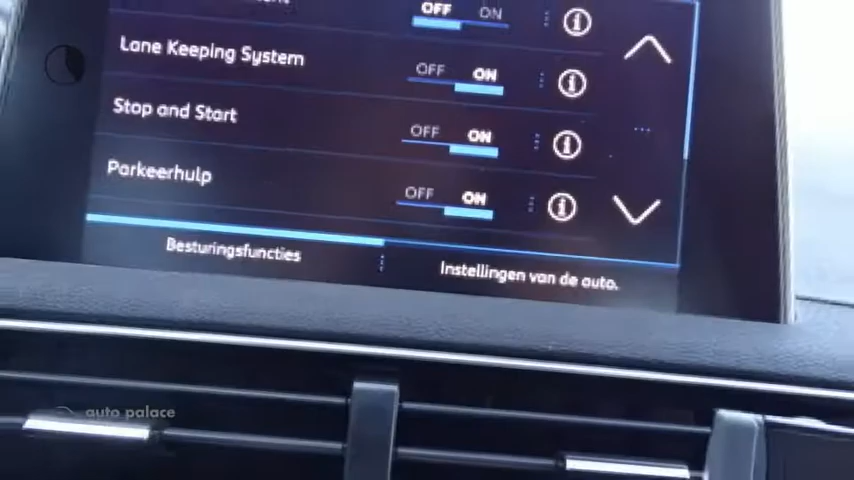 OFF ON
Lane Keeping System OFF ON
Stop and Start OFF ON
Parkeerhulp OFF ON
Besturingsfuncties Instellingen van de auto.
auto palace